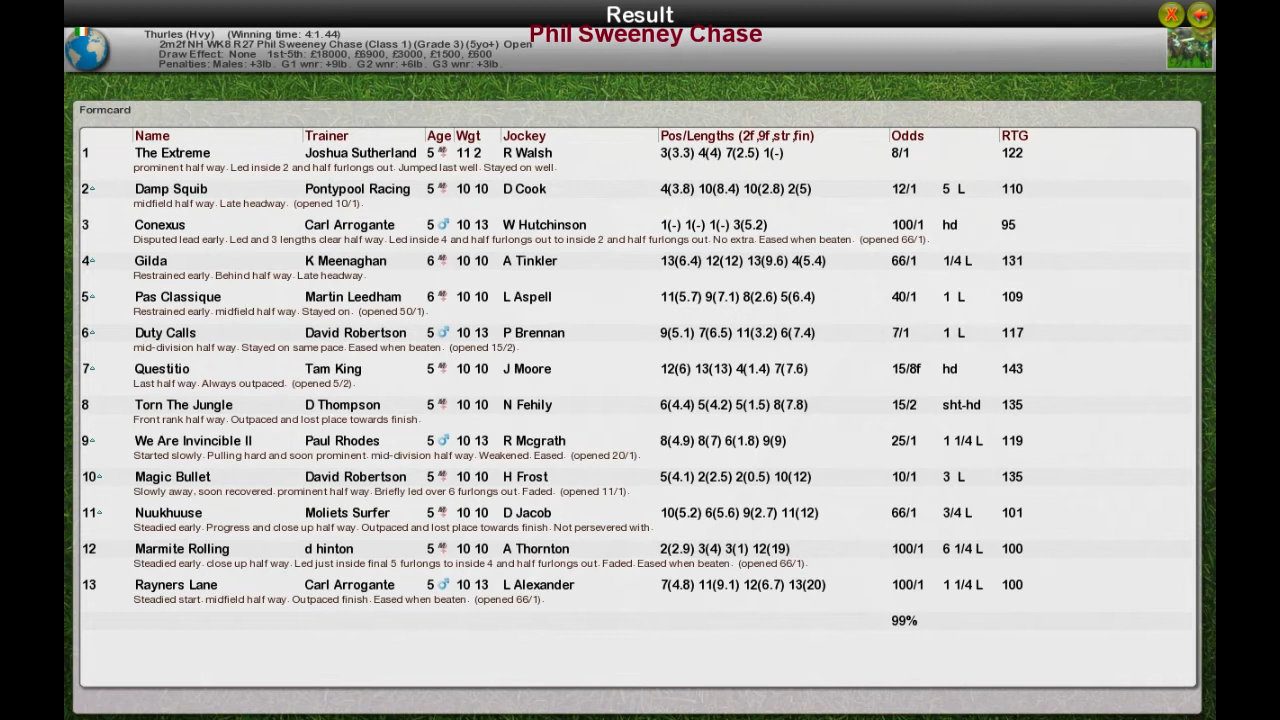 Result
Phil Sweeney Chase
Thurles (Hvy) (Winning time: 4:1.44)
2m2f NH WK8 R27 Phil Sweeney Chase (Class 1) (Grade 3) (5yo+) Open
Draw Effect: None 1st-5th: £18000, £6900, £3000, £1500, £600
Penalties: Males: +3lb. G1 wnr: +9lb. G2 wnr: +6lb. G3 wnr: +3lb.
Formcard
Name Trainer Age Wgt Jockey Pos/Lengths (2f,9f,str,fin) Odds RTG
1 The Extreme Joshua Sutherland 5 11 2 R Walsh 3(3.3) 4(4) 7(2.5) 1(-) 8/1 122
prominent half way. Led inside 2 and half furlongs out. Jumped last well. Stayed on well.
2 Damp Squib Pontypool Racing 5 10 10 D Cook 4(3.8) 10(8.4) 10(2.8) 2(5) 12/1 5 L 110
midfield half way. Late headway. (opened 10/1).
3 Conexus Carl Arrogante 5 10 13 W Hutchinson 1(-) 1(-) 1(-) 3(5.2) 100/1 hd 95
Disputed lead early. Led and 3 lengths clear half way. Led inside 4 and half furlongs out to inside 2 and half furlongs out. No extra. Eased when beaten. (opened 66/1).
4 Gilda K Meenaghan 6 10 10 A Tinkler 13(6.4) 12(12) 13(9.6) 4(5.4) 66/1 1/4 L 131
Restrained early. Behind half way. Late headway.
5 Pas Classique Martin Leedham 6 10 10 L Aspell 11(5.7) 9(7.1) 8(2.6) 5(6.4) 40/1 1 L 109
Restrained early. midfield half way. Stayed on. (opened 50/1).
6 Duty Calls David Robertson 5 10 13 P Brennan 9(5.1) 7(6.5) 11(3.2) 6(7.4) 7/1 1 L 117
mid-division half way. Stayed on same pace. Eased when beaten. (opened 15/2).
7 Questitio Tam King 5 10 10 J Moore 12(6) 13(13) 4(1.4) 7(7.6) 15/8f hd 143
Last half way. Always outpaced. (opened 5/2).
8 Torn The Jungle D Thompson 5 10 10 N Fehily 6(4.4) 5(4.2) 5(1.5) 8(7.8) 15/2 sht-hd 135
Front rank half way. Outpaced and lost place towards finish.
9 We Are Invincible II Paul Rhodes 5 10 13 R Mcgrath 8(4.9) 8(7) 6(1.8) 9(9) 25/1 1 1/4 L 119
Started slowly. Pulling hard and soon prominent. mid-division half way. Weakened. Eased. (opened 20/1).
10 Magic Bullet David Robertson 5 10 10 H Frost 5(4.1) 2(2.5) 2(0.5) 10(12) 10/1 3 L 135
Slowly away, soon recovered. prominent half way. Briefly led over 6 furlongs out. Faded. (opened 11/1).
11 Nuukhuuse Moliets Surfer 5 10 10 D Jacob 10(5.2) 6(5.6) 9(2.7) 11(12) 66/1 3/4 L 101
Steadied early. Progress and close up half way. Outpaced and lost place towards finish. Not persevered with.
12 Marmite Rolling d hinton 5 10 10 A Thornton 2(2.9) 3(4) 3(1) 12(19) 100/1 6 1/4 L 100
Steadied early. close up half way. Led just inside final 5 furlongs to inside 4 and half furlongs out. Faded. Eased when beaten. (opened 66/1).
13 Rayners Lane Carl Arrogante 5 10 13 L Alexander 7(4.8) 11(9.1) 12(6.7) 13(20) 100/1 1 1/4 L 100
Steadied start. midfield half way. Outpaced finish. Eased when beaten. (opened 66/1).
99%